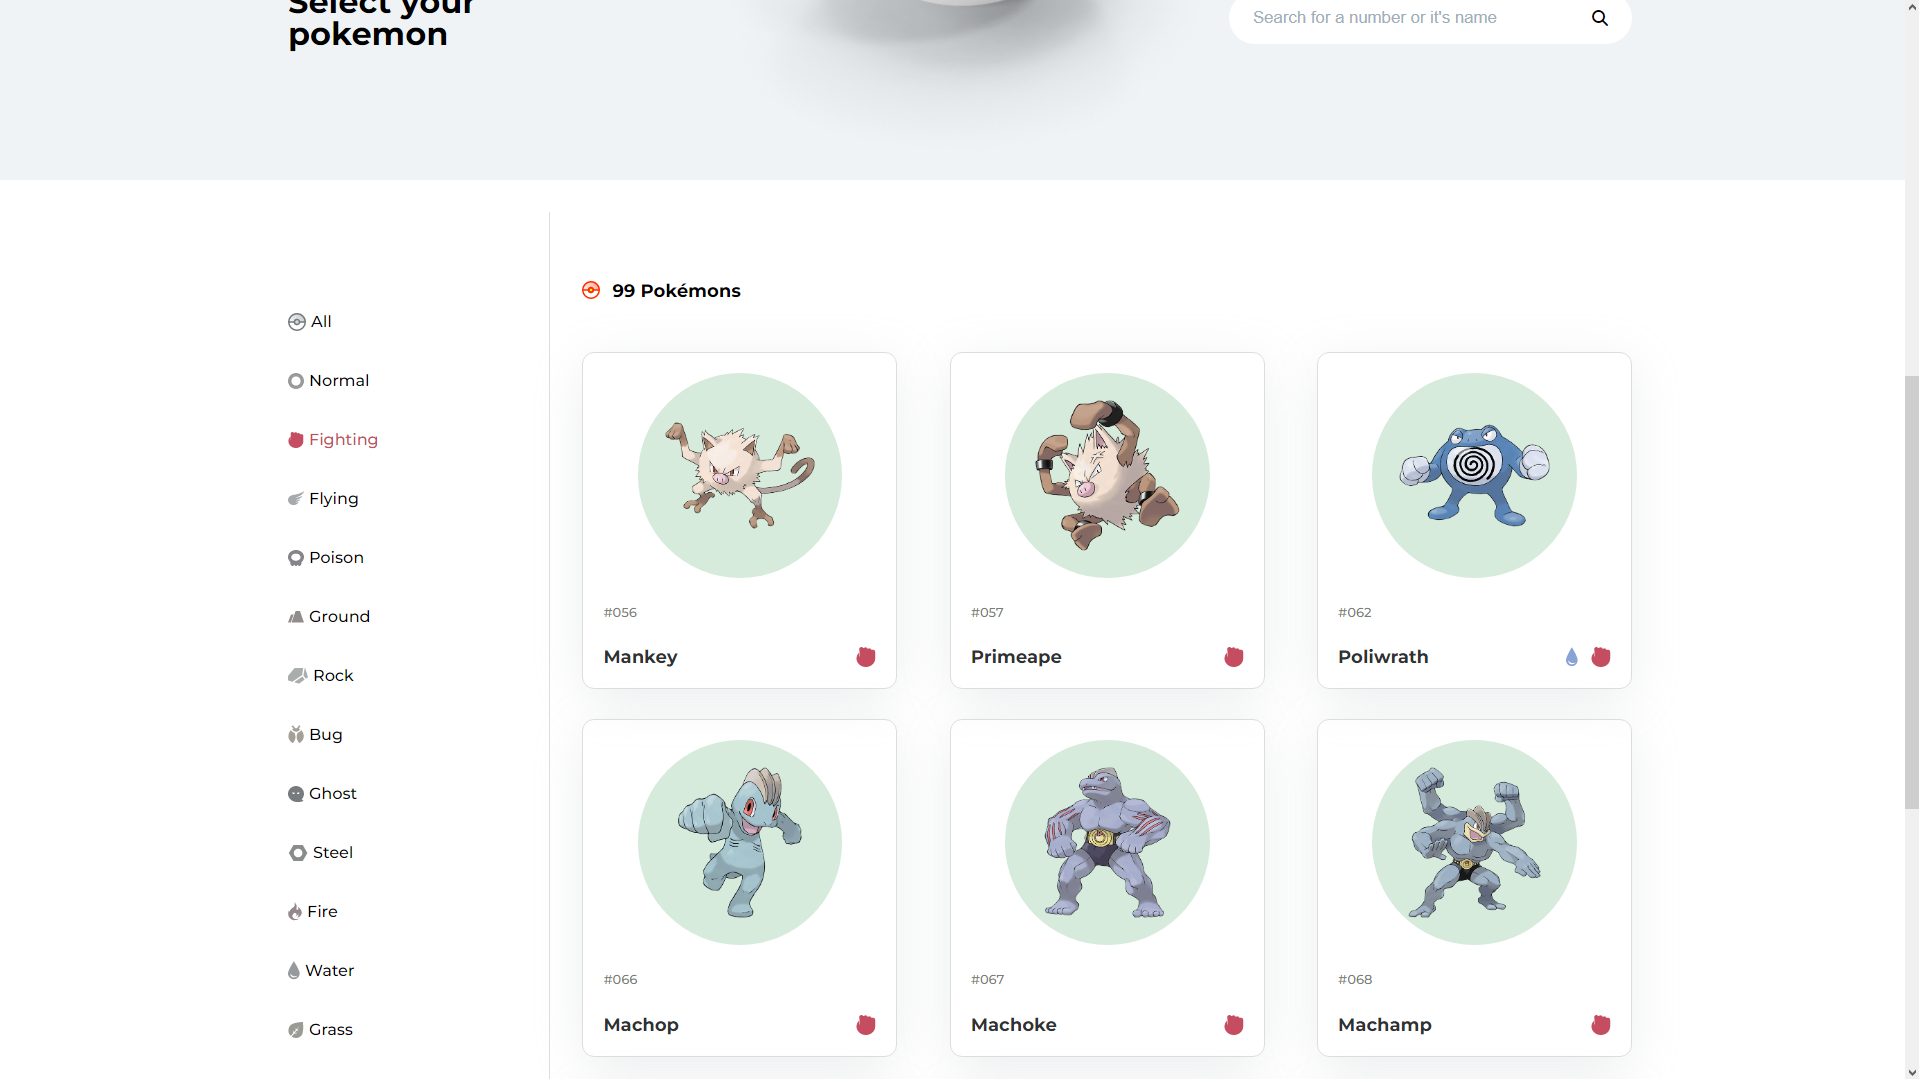 Select your
pokemon
Search for a number or it's name
All
Normal
Fighting
Flying
Poison
Ground
Rock
Bug
Ghost
Steel
Fire
Water
Grass
99 Pokémons
#056
Mankey
#057
Primeape
#062
Poliwrath
#066
Machop
#067
Machoke
#068
Machamp